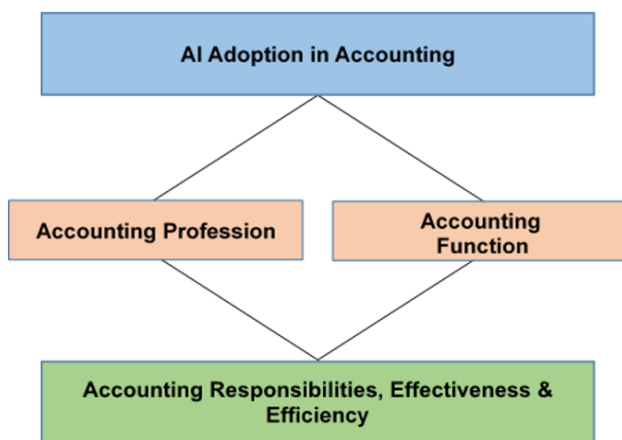 AI Adoption in Accounting
Accounting Profession
Accounting
Function
Accounting Responsibilities, Effectiveness &
Efficiency